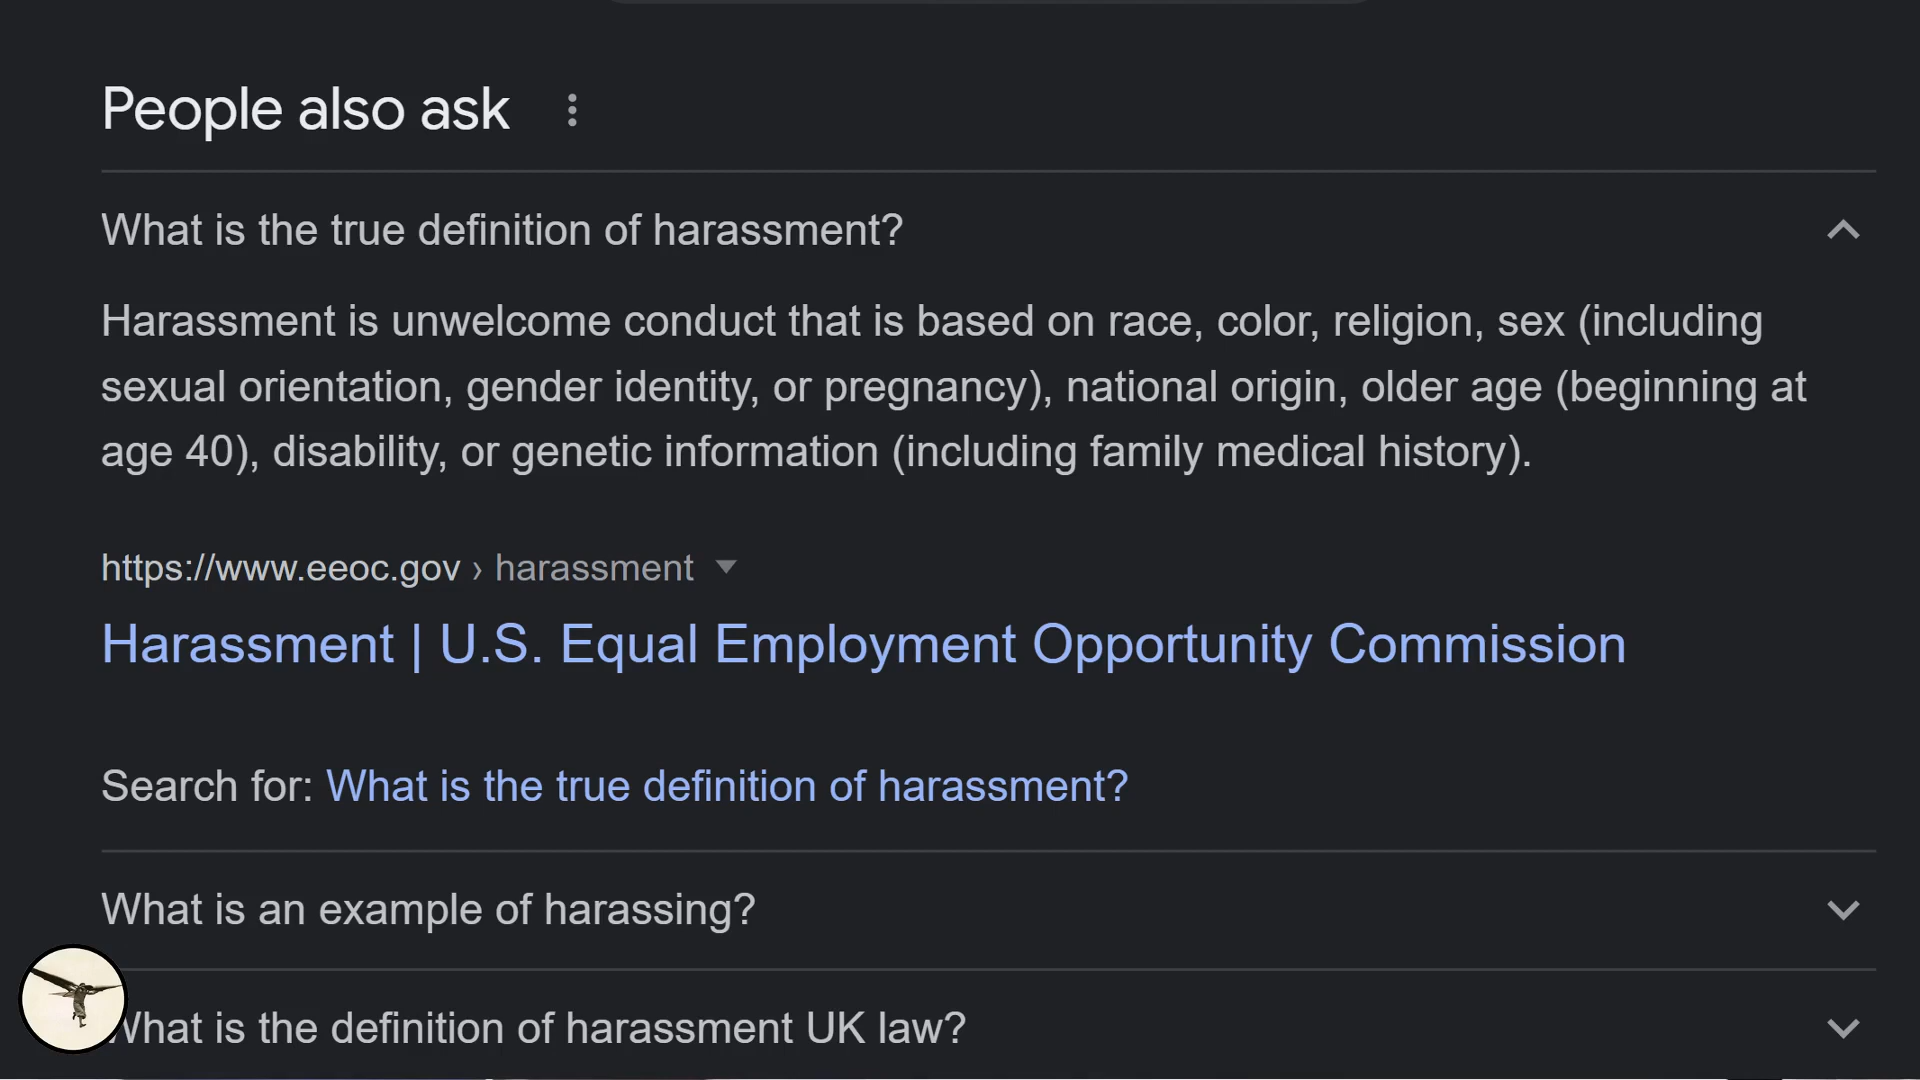 People also ask
What is the true definition of harassment?
Harassment is unwelcome conduct that is based on race, color, religion, sex (including
sexual orientation, gender identity, or pregnancy), national origin, older age (beginning at
age 40), disability, or genetic information (including family medical history).
https://www.eeoc.gov › harassment
Harassment | U.S. Equal Employment Opportunity Commission
Search for: What is the true definition of harassment?
What is an example of harassing?
What is the definition of harassment UK law?